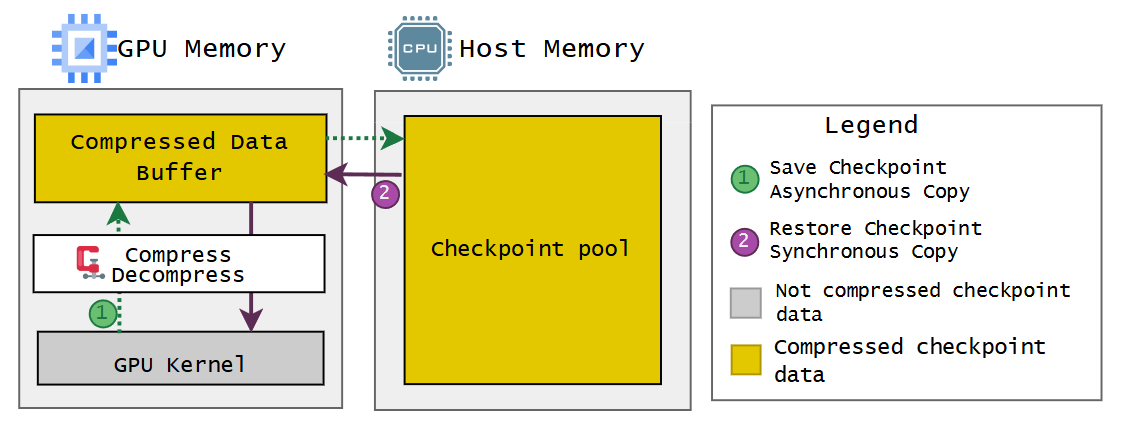 GPU Memory
CPU
Host Memory
Compressed Data
Buffer
2
Compress
Decompress
1
GPU Kernel
Checkpoint pool
Legend
1
Save Checkpoint
Asynchronous Copy
2
Restore Checkpoint
Synchronous Copy
Not compressed checkpoint
data
Compressed checkpoint
data